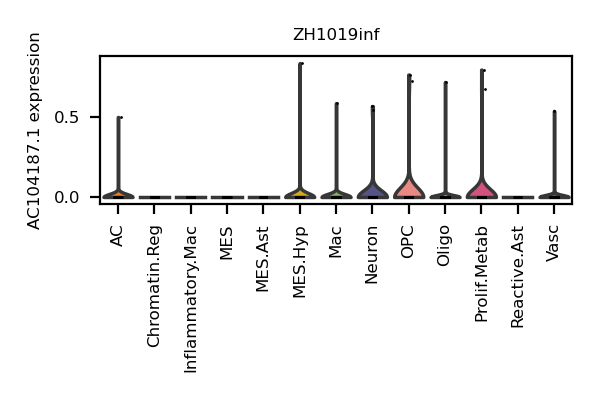 ZH1019inf
AC104187.1 expression
0.5
0.0
AC
Chromatin.Reg
Inflammatory.Mac
MES
MES.Ast
MES.Hyp
Mac
Neuron
OPC
Oligo
Prolif.Metab
Reactive.Ast
Vasc